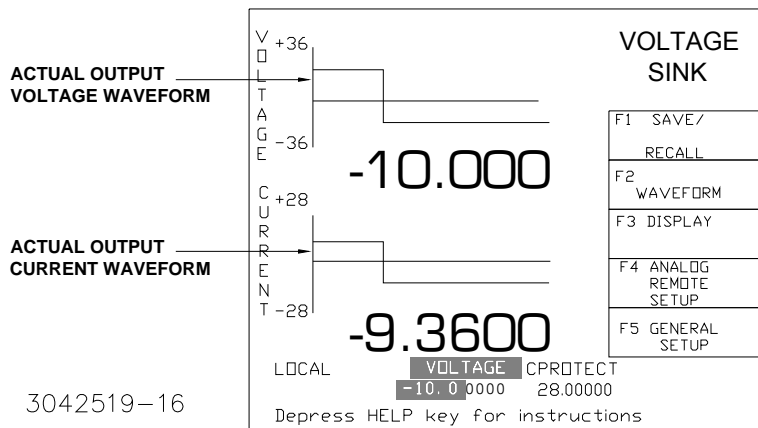 VOLTAGE
+36
-36
ACTUAL OUTPUT
VOLTAGE WAVEFORM
-10.000
CURRENT
+28
-28
ACTUAL OUTPUT
CURRENT WAVEFORM
-9.3600
VOLTAGE
SINK
F1 SAVE/
RECALL
F2
WAVEFORM
F3 DISPLAY
F4 ANALOG
REMOTE
SETUP
F5 GENERAL
SETUP
LOCAL VOLTAGE CPROTECT
-10.00000 28.00000
Depress HELP key for instructions
3042519-16